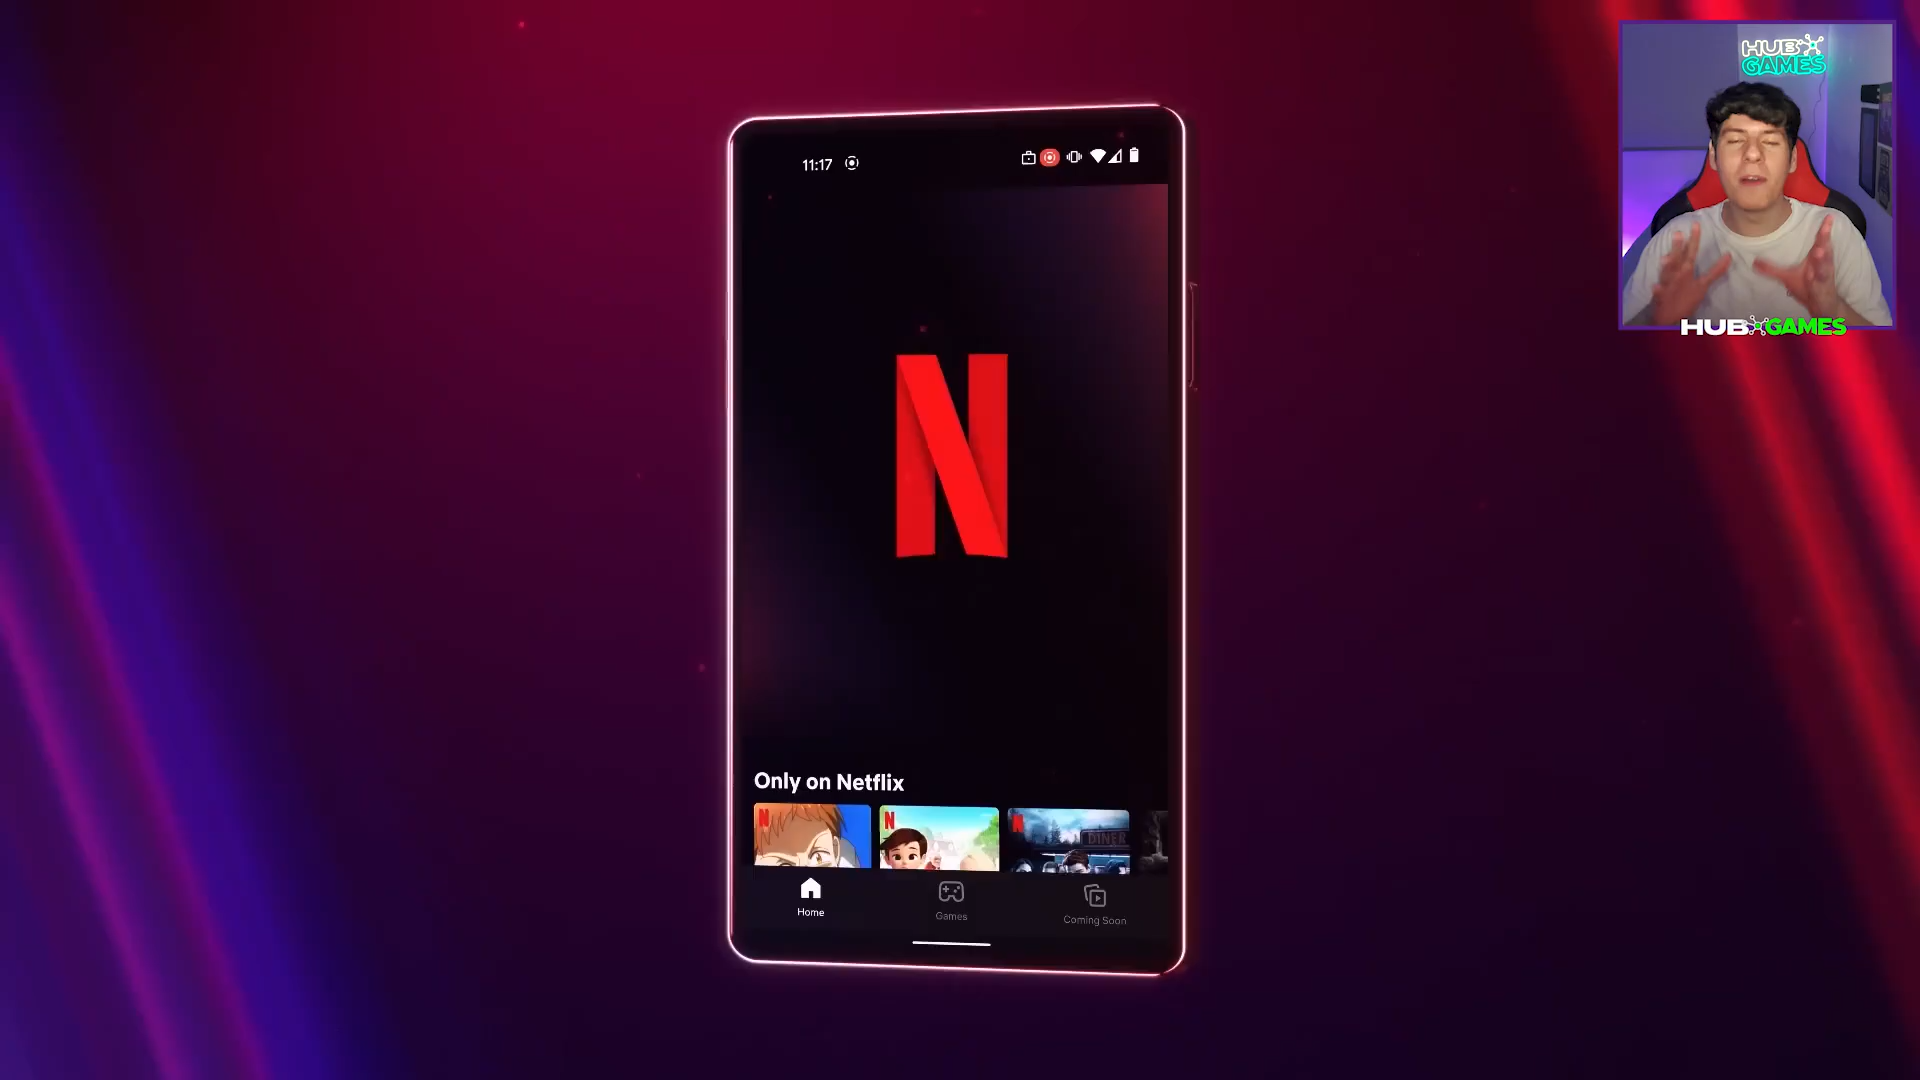 11:17
HUB
GAMES
HUB GAMES
N
Only on Netflix
N
N
N
DINER
Home
Games
Coming Soon